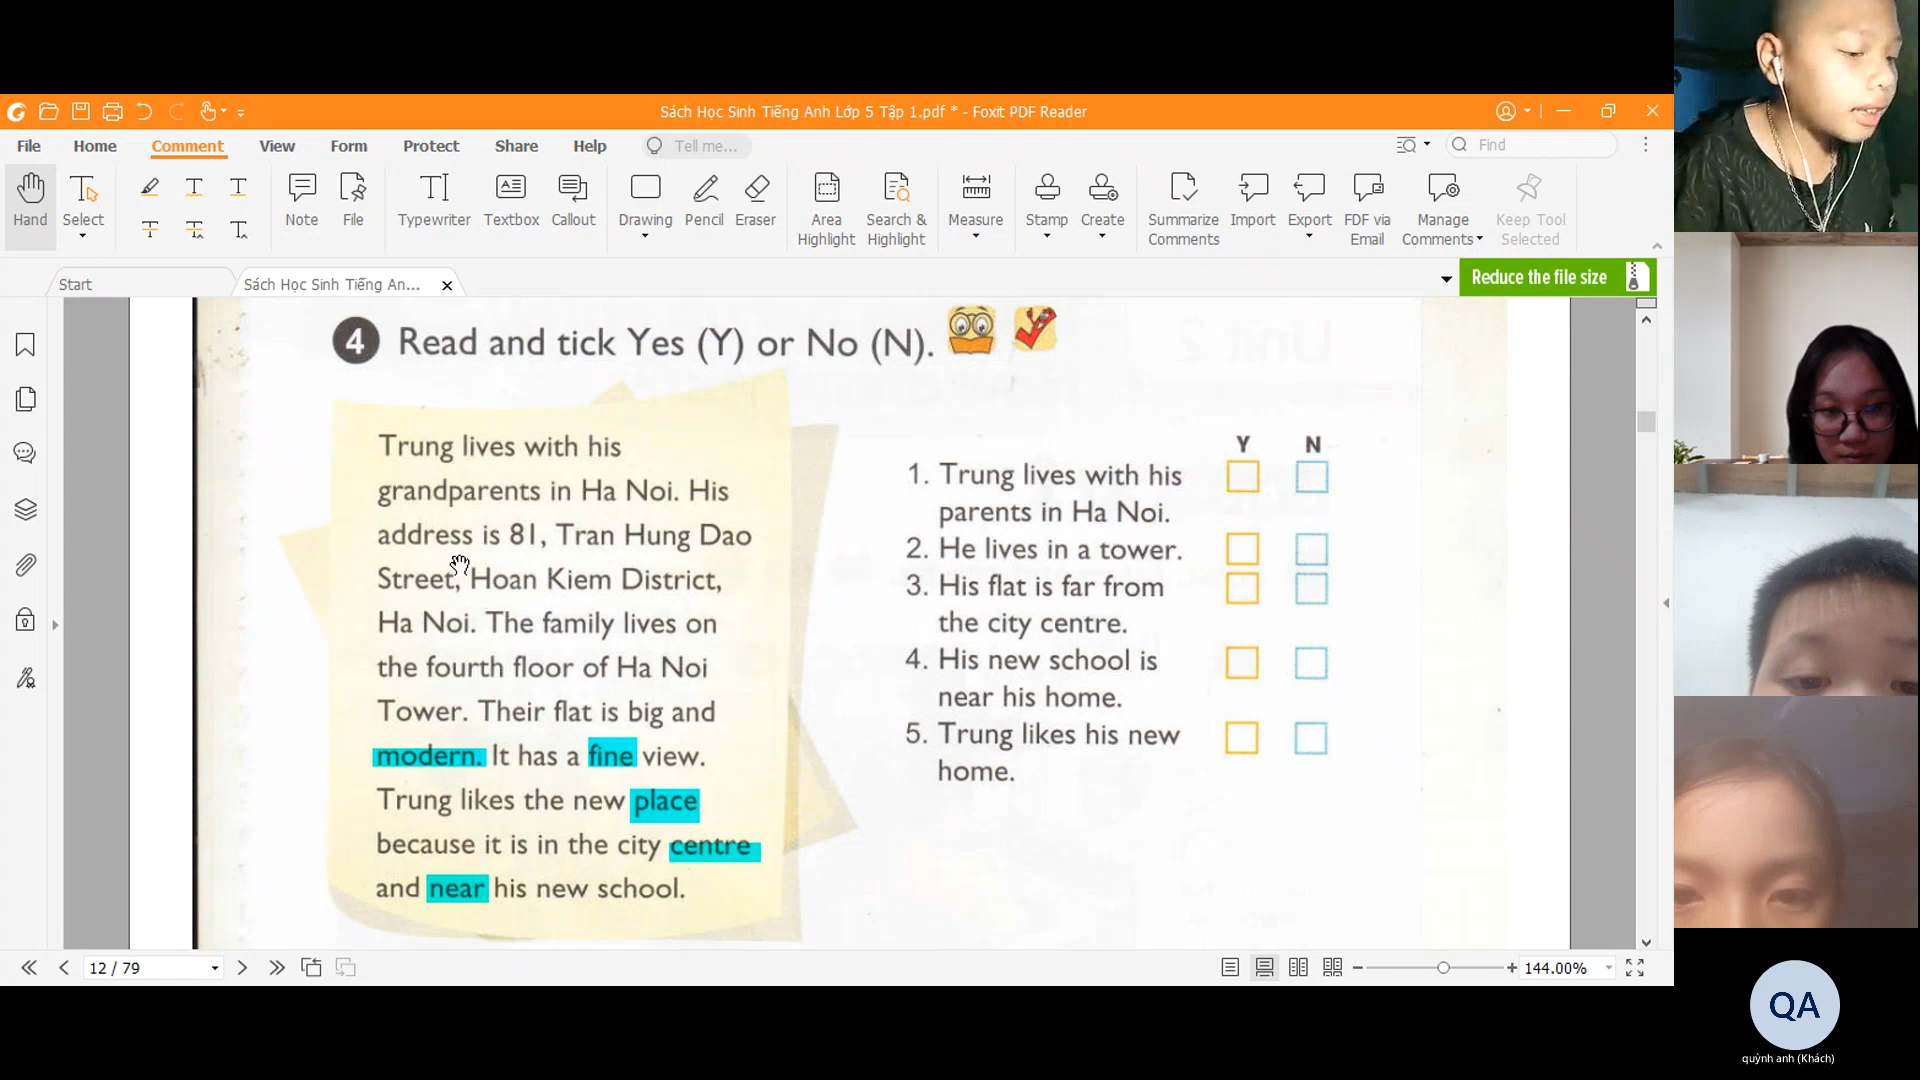 Sách Học Sinh Tiếng Anh Lớp 5 Tập 1.pdf * - Foxit PDF Reader
File Home Comment View Form Protect Share Help Tell me... Find
Hand Select Note File Typewriter Textbox Callout Drawing Pencil Eraser Area Highlight Search & Highlight Measure Stamp Create Summarize Comments Import Export FDF via Email Manage Comments Keep Tool Selected
Start Sách Học Sinh Tiếng An... Reduce the file size
4 Read and tick Yes (Y) or No (N).
Trung lives with his
grandparents in Ha Noi. His
address is 81, Tran Hung Dao
Street, Hoan Kiem District,
Ha Noi. The family lives on
the fourth floor of Ha Noi
Tower. Their flat is big and
modern. It has a fine view.
Trung likes the new place
because it is in the city centre
and near his new school.
Y N
1. Trung lives with his
parents in Ha Noi.
2. He lives in a tower.
3. His flat is far from
the city centre.
4. His new school is
near his home.
5. Trung likes his new
home.
12 / 79
144.00%
QA
quỳnh anh (Khách)